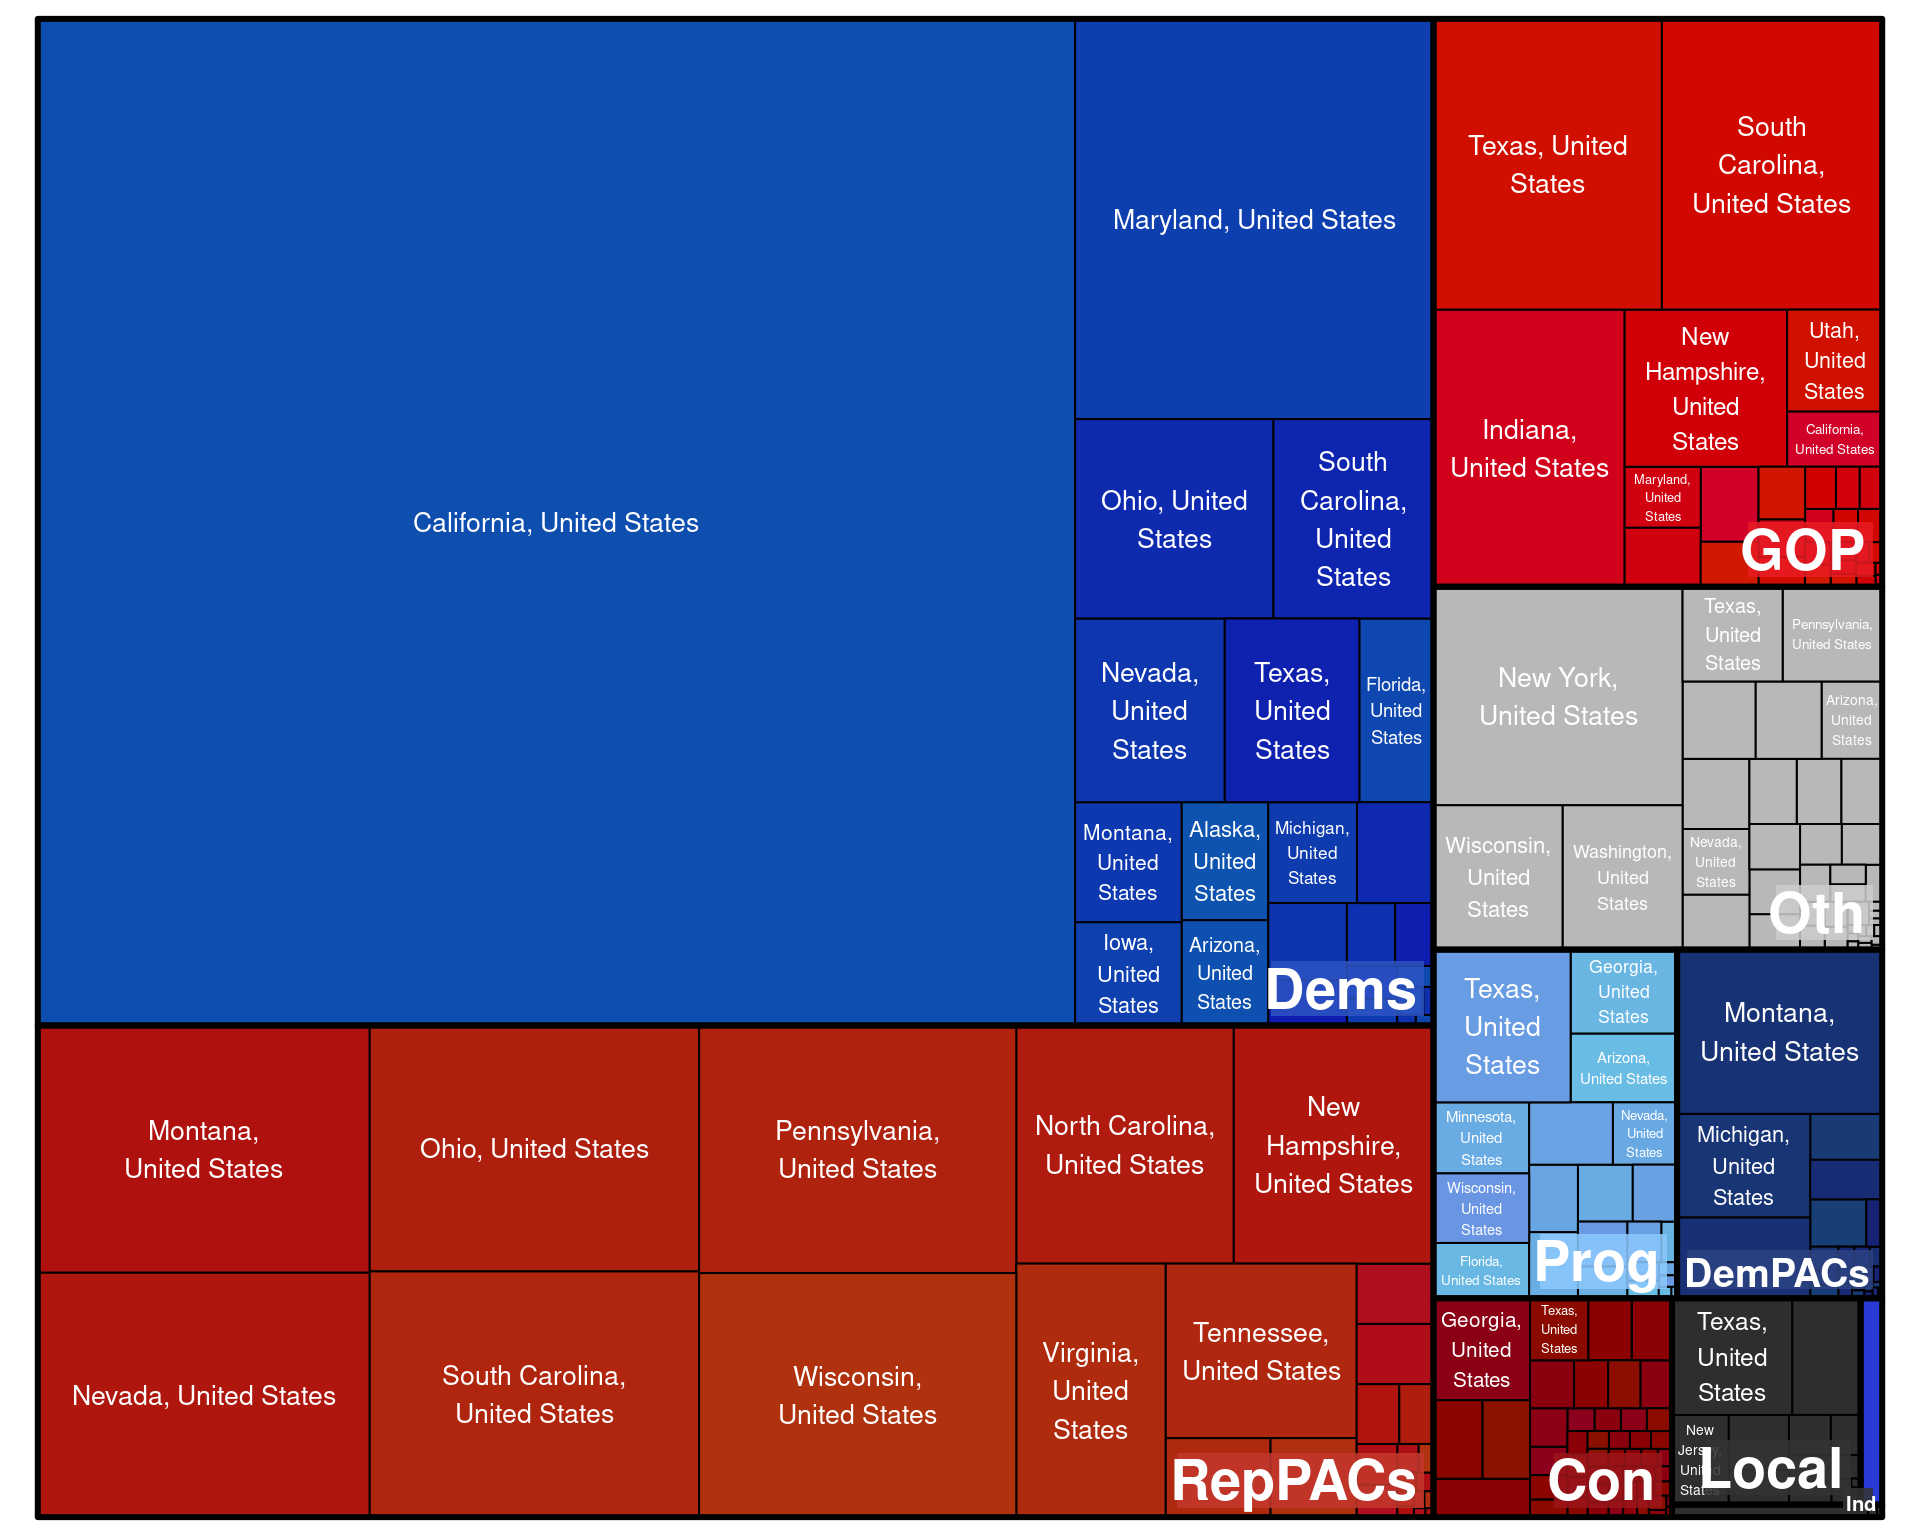 California, United States
Maryland, United States
Ohio, United
States
South
Carolina,
United
States
Nevada,
United
States
Texas,
United
States
Florida,
United
States
Montana,
United
States
Alaska,
United
States
Michigan,
United
States
Iowa,
United
States
Arizona,
United
States
Dems
Texas, United
States
South
Carolina,
United States
Indiana,
United States
New
Hampshire,
United
States
Utah,
United
States
California,
United States
Maryland,
United
States
GOP
New York,
United States
Texas,
United
States
Pennsylvania,
United States
Arizona,
United
States
Wisconsin,
United
States
Washington,
United
States
Nevada,
United
States
Oth
Montana,
United States
Ohio, United States
Pennsylvania,
United States
North Carolina,
United States
New
Hampshire,
United States
Nevada, United States
South Carolina,
United States
Wisconsin,
United States
Virginia,
United
States
Tennessee,
United States
RepPACs
Texas,
United
States
Georgia,
United
States
Arizona,
United States
Minnesota,
United
States
Nevada,
United
States
Wisconsin,
United
States
Florida,
United States
Prog
Montana,
United States
Michigan,
United
States
DemPACs
Georgia,
United
States
Texas,
United
States
Con
Texas,
United
States
New
Jersey,
United
States
Local
Ind